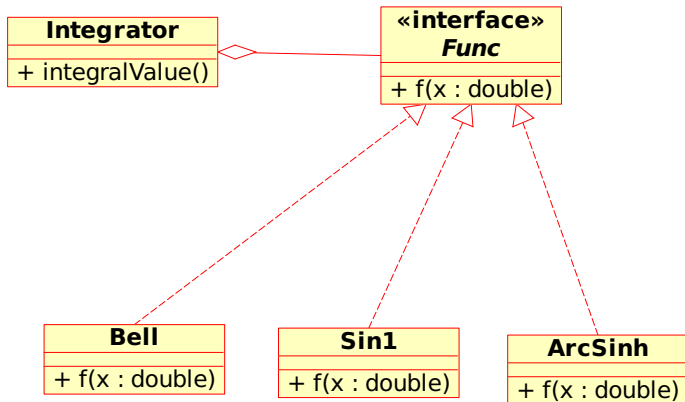 Integrator
+ integralValue()
«interface»
Func
+ f(x : double)
Bell
+ f(x : double)
Sin1
+ f(x : double)
ArcSinh
+ f(x : double)